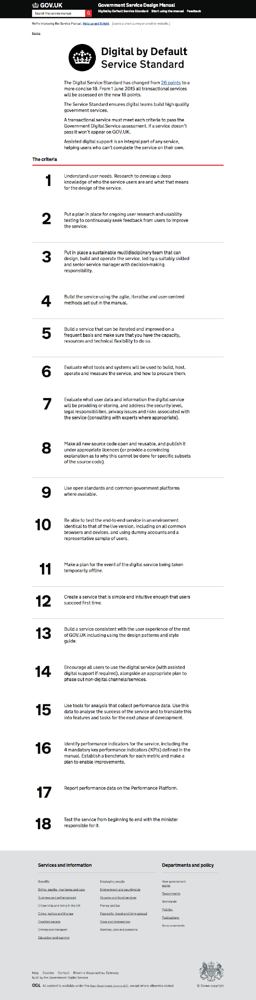 GOV.UK
Government Service Design Manual
Search the service manual
Digital by Default Service Standard Start using the manual Feedback
We're improving the Service Manual. Help us get it right (opens a short survey on another website.)
Home
Digital by Default
Service Standard
The Digital Service Standard has changed from 26 points to a
more concise 18. From 1 June 2015 all transactional services
will be assessed on the new 18 points.
The Service Standard ensures digital teams build high quality
government services.
A transactional service must meet each criteria to pass the
Government Digital Service assessment. If a service doesn't
pass it won't appear on GOV.UK.
Assisted digital support is an integral part of any service,
helping users who can't complete the service on their own.
The criteria
1 Understand user needs. Research to develop a deep
knowledge of who the service users are and what that means
for the design of the service.
2 Put a plan in place for ongoing user research and usability
testing to continuously seek feedback from users to improve
the service.
3 Put in place a sustainable multidisciplinary team that can
design, build and operate the service, led by a suitably skilled
and senior service manager with decision-making
responsibility.
4 Build the service using the agile, iterative and user-centred
methods set out in the manual.
5 Build a service that can be iterated and improved on a
frequent basis and make sure that you have the capacity,
resources and technical flexibility to do so.
6 Evaluate what tools and systems will be used to build, host,
operate and measure the service, and how to procure them.
7 Evaluate what user data and information the digital service
will be providing or storing, and address the security level,
legal responsibilities, privacy issues and risks associated with
the service (consulting with experts where appropriate).
8 Make all new source code open and reusable, and publish it
under appropriate licences (or provide a convincing
explanation as to why this cannot be done for specific subsets
of the source code).
9 Use open standards and common government platforms
where available.
10 Be able to test the end-to-end service in an environment
identical to that of the live version, including on all common
browsers and devices, and using dummy accounts and a
representative sample of users.
11 Make a plan for the event of the digital service being taken
temporarily offline.
12 Create a service that is simple and intuitive enough that users
succeed first time.
13 Build a service consistent with the user experience of the rest
of GOV.UK including using the design patterns and style
guide.
14 Encourage all users to use the digital service (with assisted
digital support if required), alongside an appropriate plan to
phase out non-digital channels/services.
15 Use tools for analysis that collect performance data. Use this
data to analyse the success of the service and to translate this
into features and tasks for the next phase of development.
16 Identify performance indicators for the service, including the
4 mandatory key performance indicators (KPIs) defined in the
manual. Establish a benchmark for each metric and make a
plan to enable improvements.
17 Report performance data on the Performance Platform.
18 Test the service from beginning to end with the minister
responsible for it.
Services and information
Benefits
Births, deaths, marriages and care
Business and self-employed
Citizenship and living in the UK
Crime, justice and the law
Disabled people
Driving and transport
Education and learning
Employing people
Environment and countryside
Housing and local services
Money and tax
Passports, travel and living abroad
Visas and immigration
Working, jobs and pensions
Departments and policy
How government
works
Departments
Worldwide
Policies
Publications
Announcements
Help Cookies Contact Rhestr o Wasanaethau Cymraeg
Built by the Government Digital Service
OGL All content is available under the Open Government Licence v2.0, except where otherwise stated
© Crown copyright